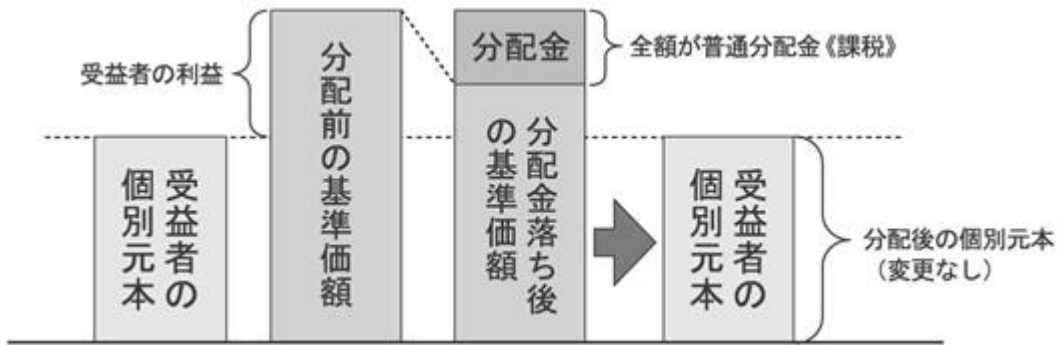 受益者の利益
受益者の
個別元本
分配前の基準価額
分配金
全額が普通分配金《課税》
分配金落ち後
の基準価額
受益者の
個別元本
分配後の個別元本
（変更なし）